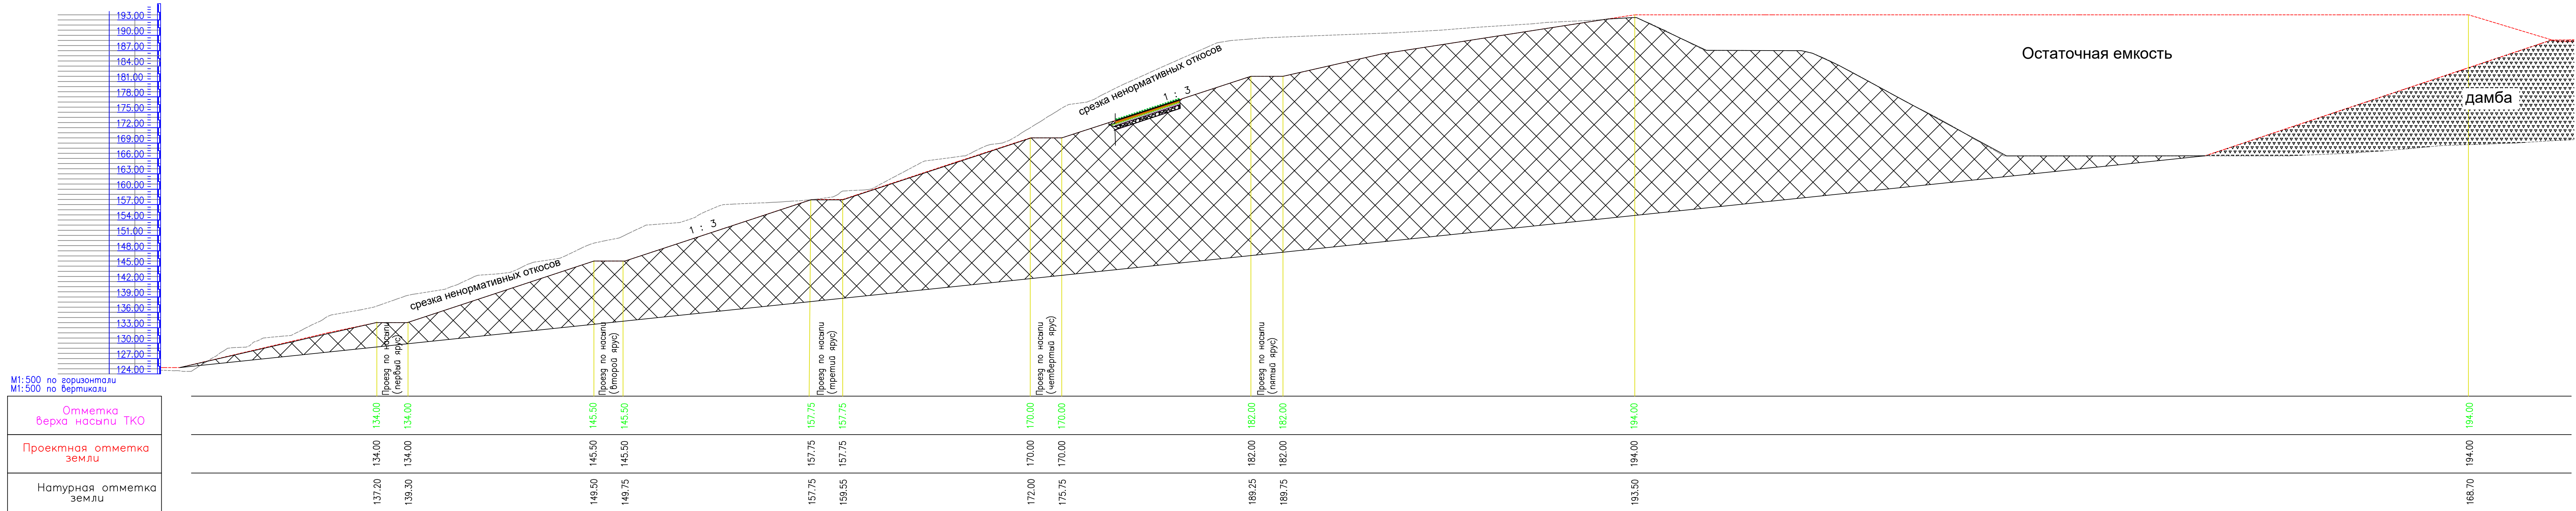 193.00
190.00
187.00
184.00
181.00
178.00
175.00
172.00
169.00
166.00
163.00
160.00
157.00
154.00
151.00
148.00
145.00
142.00
139.00
136.00
133.00
130.00
127.00
124.00
М1:500 по горизонтали
М1:500 по вертикали
срезка ненормативных откосов
1 : 3
срезка ненормативных откосов
1 : 3
Остаточная емкость
дамба
Проезд по насыпи
(первый ярус)
Проезд по насыпи
(второй ярус)
Проезд по насыпи
(третий ярус)
Проезд по насыпи
(четвертый ярус)
Проезд по насыпи
(пятый ярус)
Отметка
верха насыпи ТКО
134.00 134.00 145.50 145.50 157.75 157.75 170.00 170.00 182.00 182.00 194.00 194.00
Проектная отметка
земли
134.00 134.00 145.50 145.50 157.75 157.75 170.00 170.00 182.00 182.00 194.00 194.00
Натурная отметка
земли
137.20 139.30 149.50 149.75 157.75 159.55 172.00 175.75 189.25 189.75 193.50 168.70